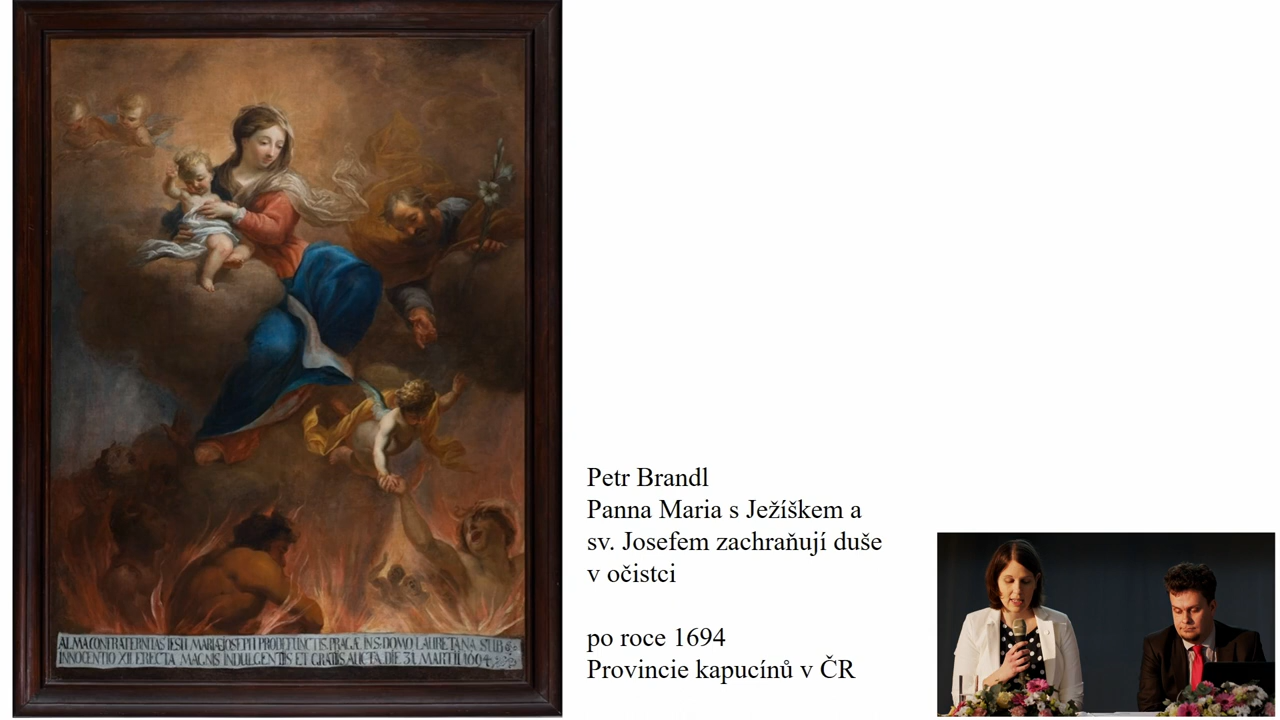 ALMA CONFRATERNITAS IESU MARIÆ IOSEPH PRO DEFUNCTIS PRAGÆ IN S: DOMO LAURETANA SUB
INNOCENTIO XII ERECTA MAGNIS INDULGENTIIS ET GRATIIS AUCTA DIE 31 MARTII 1694
Petr Brandl
Panna Maria s Ježíškem a
sv. Josefem zachraňují duše
v očistci
po roce 1694
Provincie kapucínů v ČR